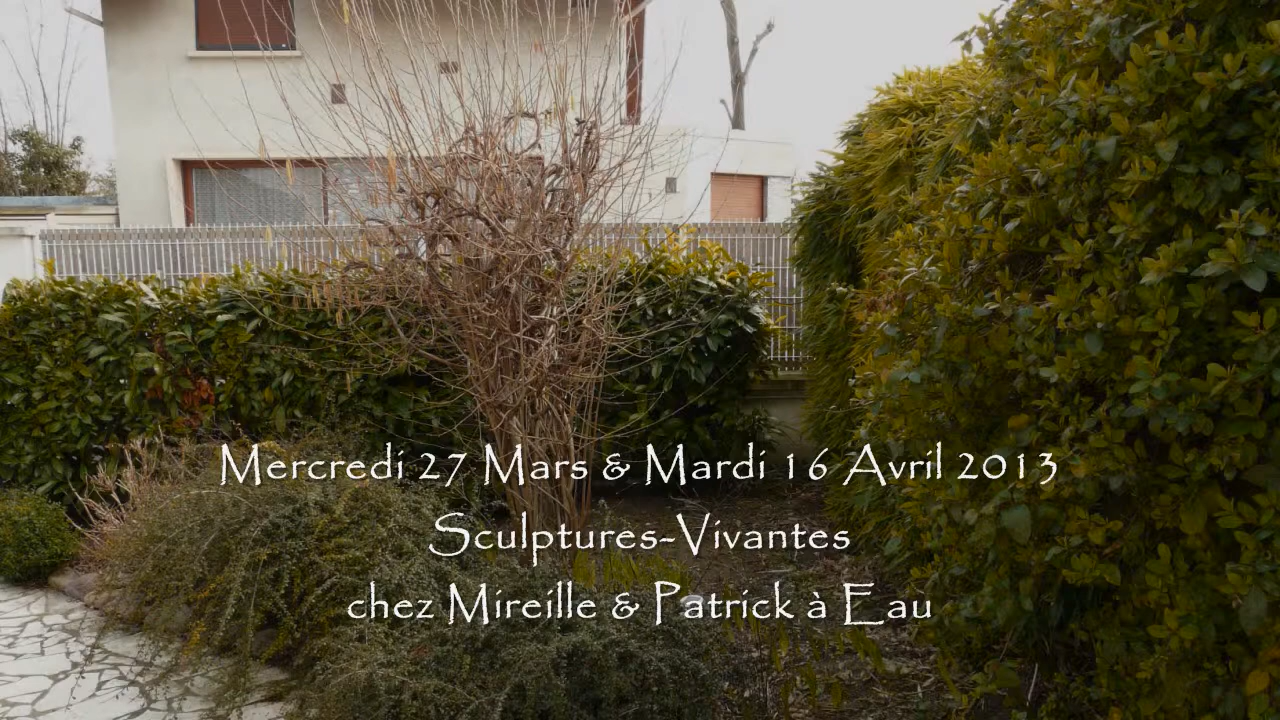 Mercredi 27 Mars & Mardi 16 Avril 2013
Sculptures-Vivantes
chez Mireille & Patrick à Eau